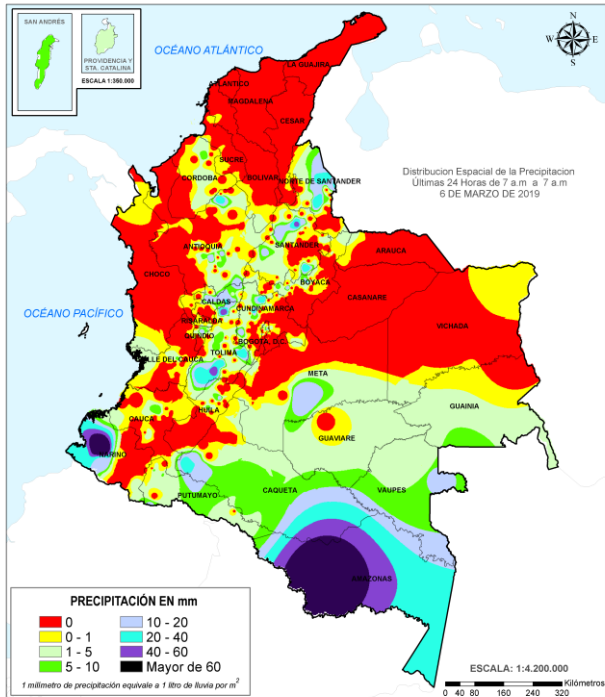 SAN ANDRÉS
PROVIDENCIA Y
STA. CATALINA
ESCALA 1:360.000
OCÉANO ATLÁNTICO
N
W
E
S
LA GUAJIRA
ATLANTICO
MAGDALENA
CESAR
SUCRE
CORDOBA
BOLIVAR
NORTE DE SANTANDER
Distribucion Espacial de la Precipitacion
Últimas 24 Horas de 7 a.m a 7 a.m
6 DE MARZO DE 2019
ANTIOQUIA
SANTANDER
ARAUCA
CHOCO
BOYACA
CASANARE
OCÉANO PACÍFICO
CALDAS
CUNDINAMARCA
RISARALDA
VICHADA
QUINDIO
BOGOTA, D.C.
TOLIMA
VALLE DEL CAUCA
META
GUAINIA
HUILA
CAUCA
GUAVIARE
NARIÑO
PUTUMAYO
CAQUETA
VAUPES
AMAZONAS
PRECIPITACIÓN EN mm
0
0 - 1
1 - 5
5 - 10
10 - 20
20 - 40
40 - 60
Mayor de 60
1 milímetro de precipitación equivale a 1 litro de lluvia por m²
ESCALA: 1:4.200.000
Kilómetros
0 40 80 160 240 320